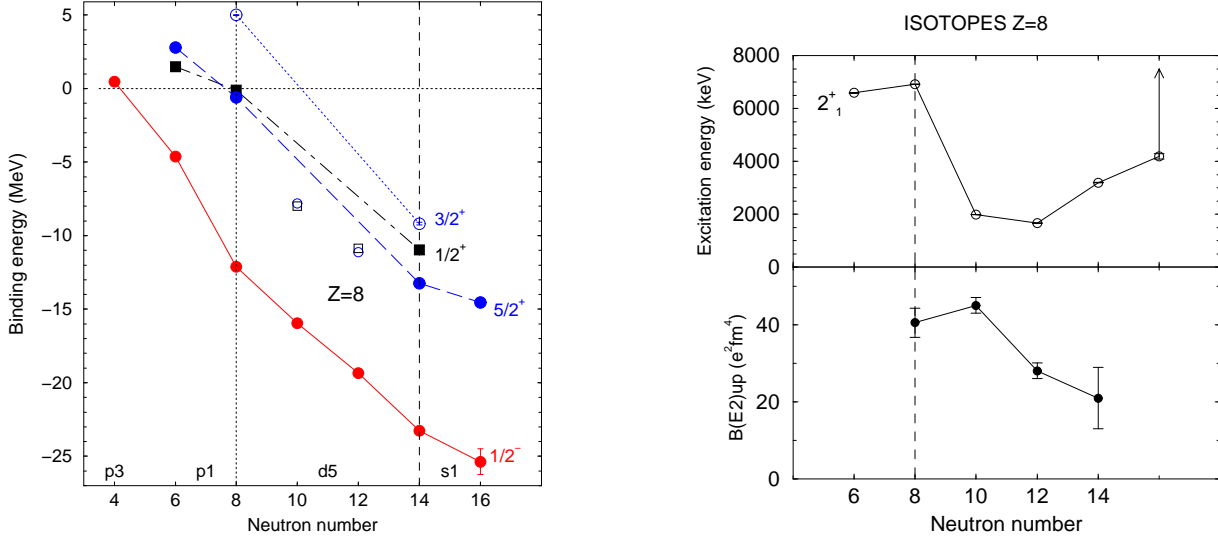 5
0
−5
−10
−15
−20
−25
Binding energy (MeV)
3/2⁺
1/2⁺
5/2⁺
1/2⁻
Z=8
p3 p1 d5 s1
4 6 8 10 12 14 16
Neutron number
ISOTOPES Z=8
8000
6000
4000
2000
0
Excitation energy (keV)
2⁺₁
40
20
0
B(E2)up (e²fm⁴)
6 8 10 12 14
Neutron number